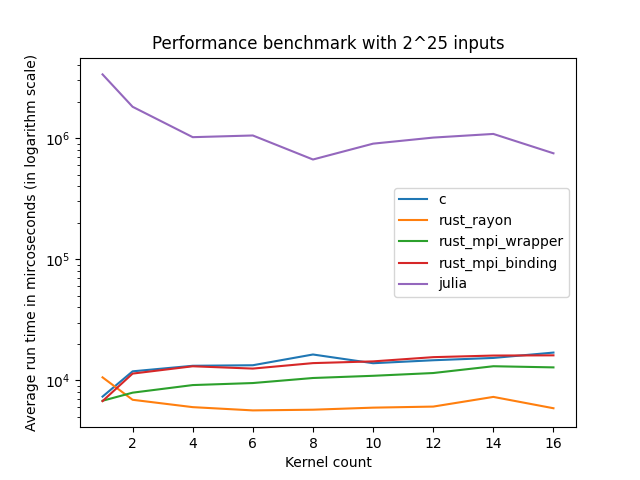 Performance benchmark with 2^25 inputs
Average run time in mircoseconds (in logarithm scale)
10^6
10^5
10^4
c
rust_rayon
rust_mpi_wrapper
rust_mpi_binding
julia
2 4 6 8 10 12 14 16
Kernel count